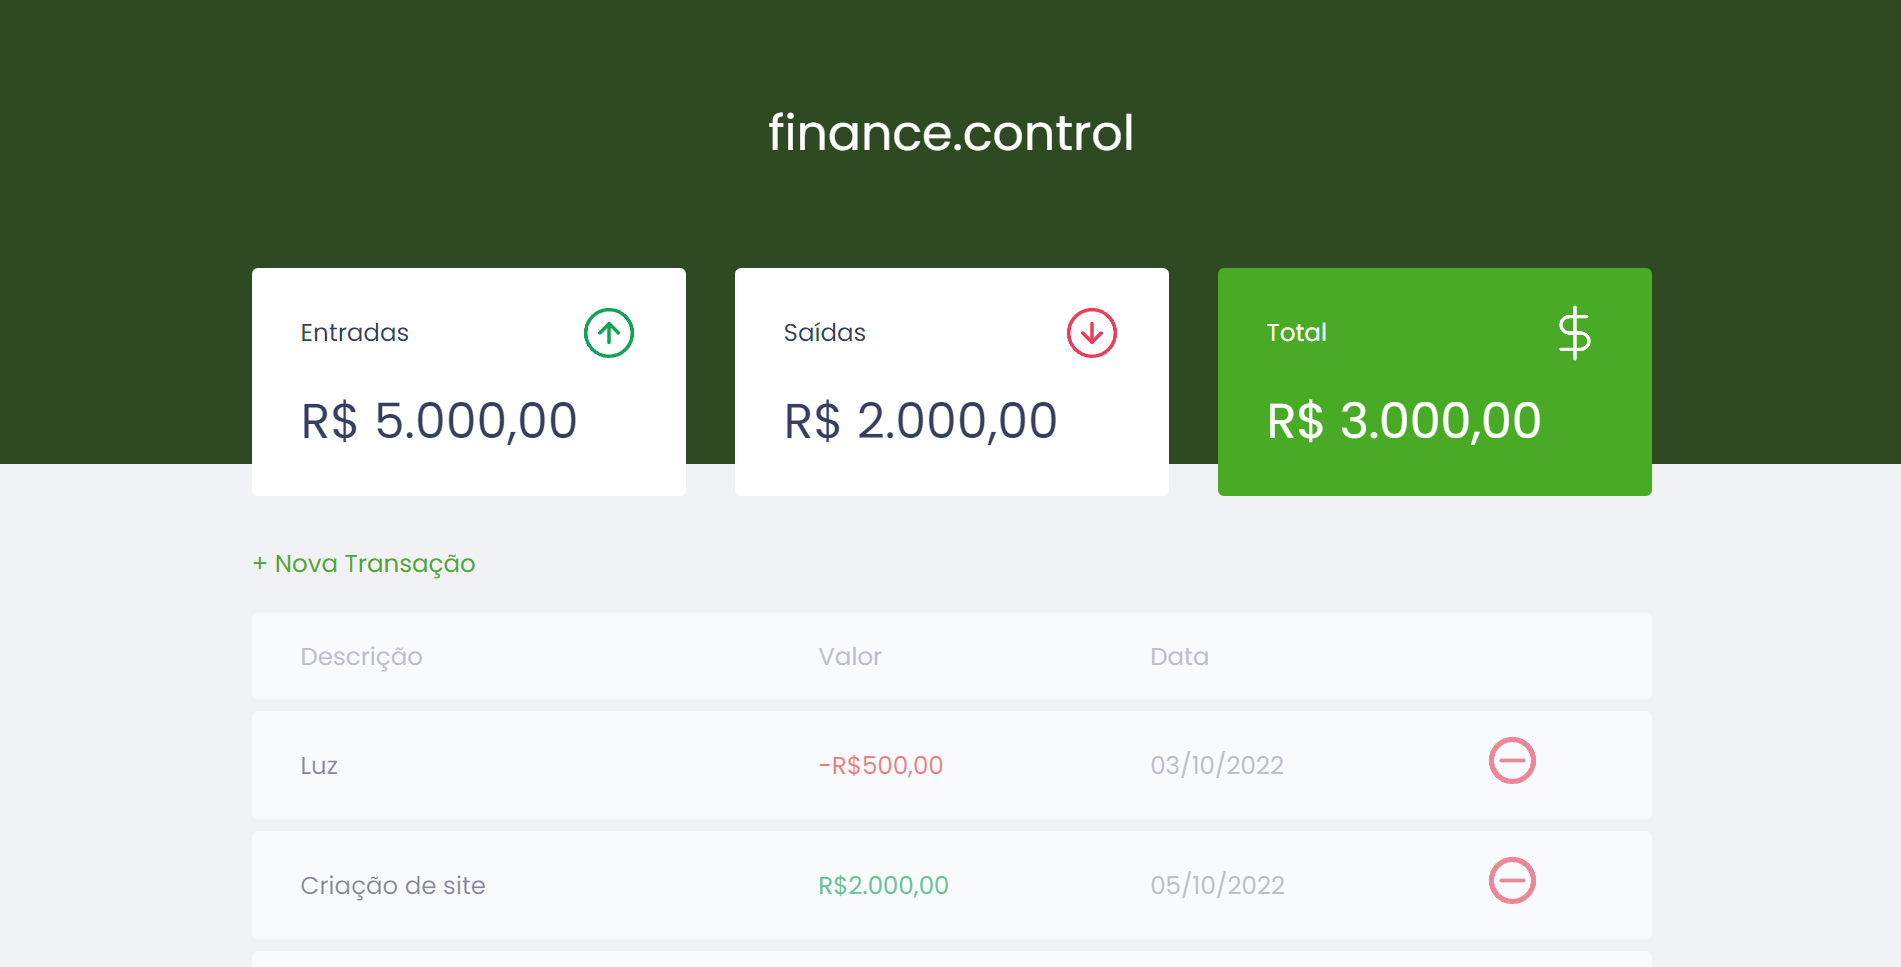 finance.control
Entradas
R$ 5.000,00
Saídas
R$ 2.000,00
Total
$
R$ 3.000,00
+ Nova Transação
Descrição Valor Data
Luz -R$500,00 03/10/2022
Criação de site R$2.000,00 05/10/2022